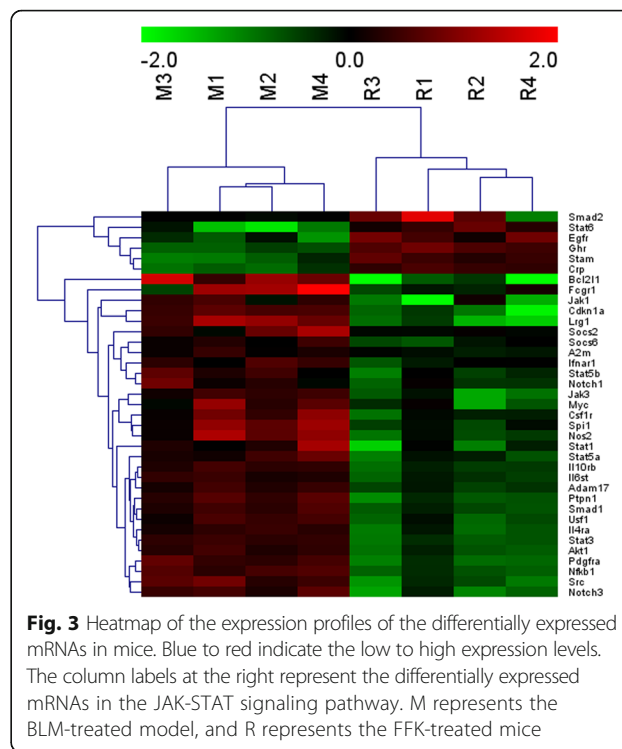 -2.0 0.0 2.0
M3 M1 M2 M4 R3 R1 R2 R4
Smad2
Stat6
Egfr
Ghr
Stam
Crp
Bcl2l1
Fcgr1
Jak1
Cdkn1a
Lrg1
Socs2
Socs6
A2m
Ifnar1
Stat5b
Notch1
Jak3
Myc
Csf1r
Spi1
Nos2
Stat1
Stat5a
Il10rb
Il6st
Adam17
Ptpn1
Smad1
Usf1
Il4ra
Stat3
Akt1
Pdgfra
Nfkb1
Src
Notch3
Fig. 3 Heatmap of the expression profiles of the differentially expressed
mRNAs in mice. Blue to red indicate the low to high expression levels.
The column labels at the right represent the differentially expressed
mRNAs in the JAK-STAT signaling pathway. M represents the
BLM-treated model, and R represents the FFK-treated mice